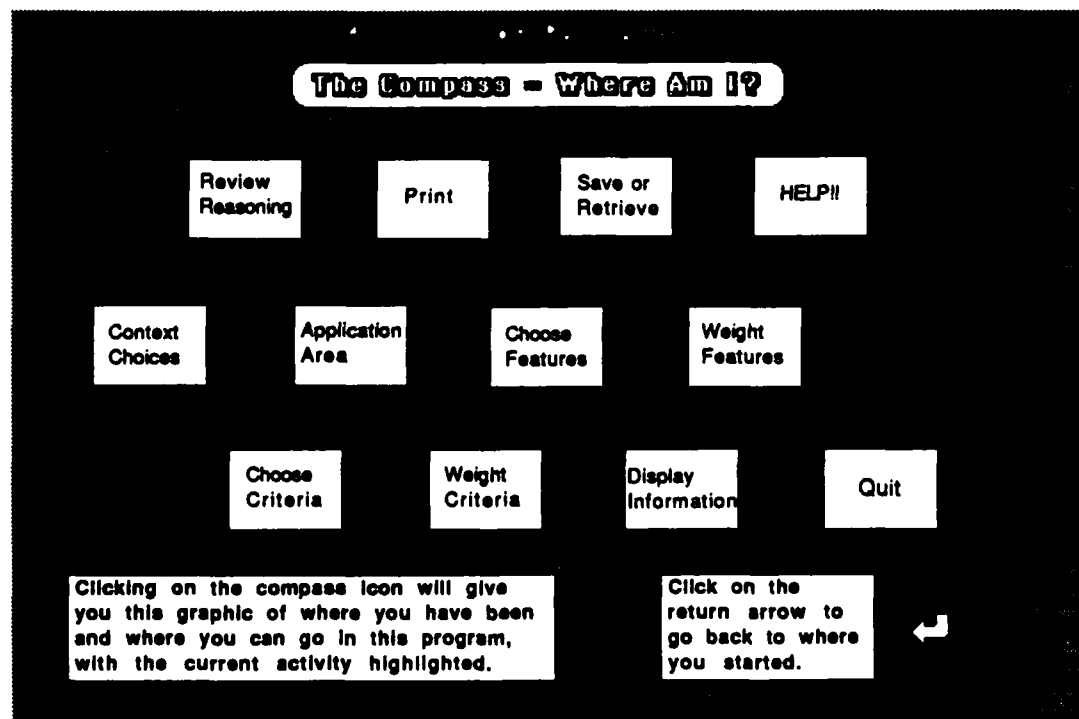 The Compass - Where Am I?
Review
Reasoning
Print
Save or
Retrieve
HELP!!
Context
Choices
Application
Area
Choose
Features
Weight
Features
Choose
Criteria
Weight
Criteria
Display
Information
Quit
Clicking on the compass icon will give
you this graphic of where you have been
and where you can go in this program,
with the current activity highlighted.
Click on the
return arrow to
go back to where
you started.